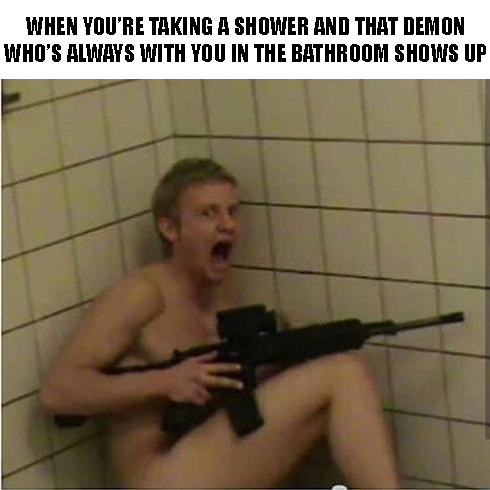 WHEN YOU'RE TAKING A SHOWER AND THAT DEMON
WHO'S ALWAYS WITH YOU IN THE BATHROOM SHOWS UP